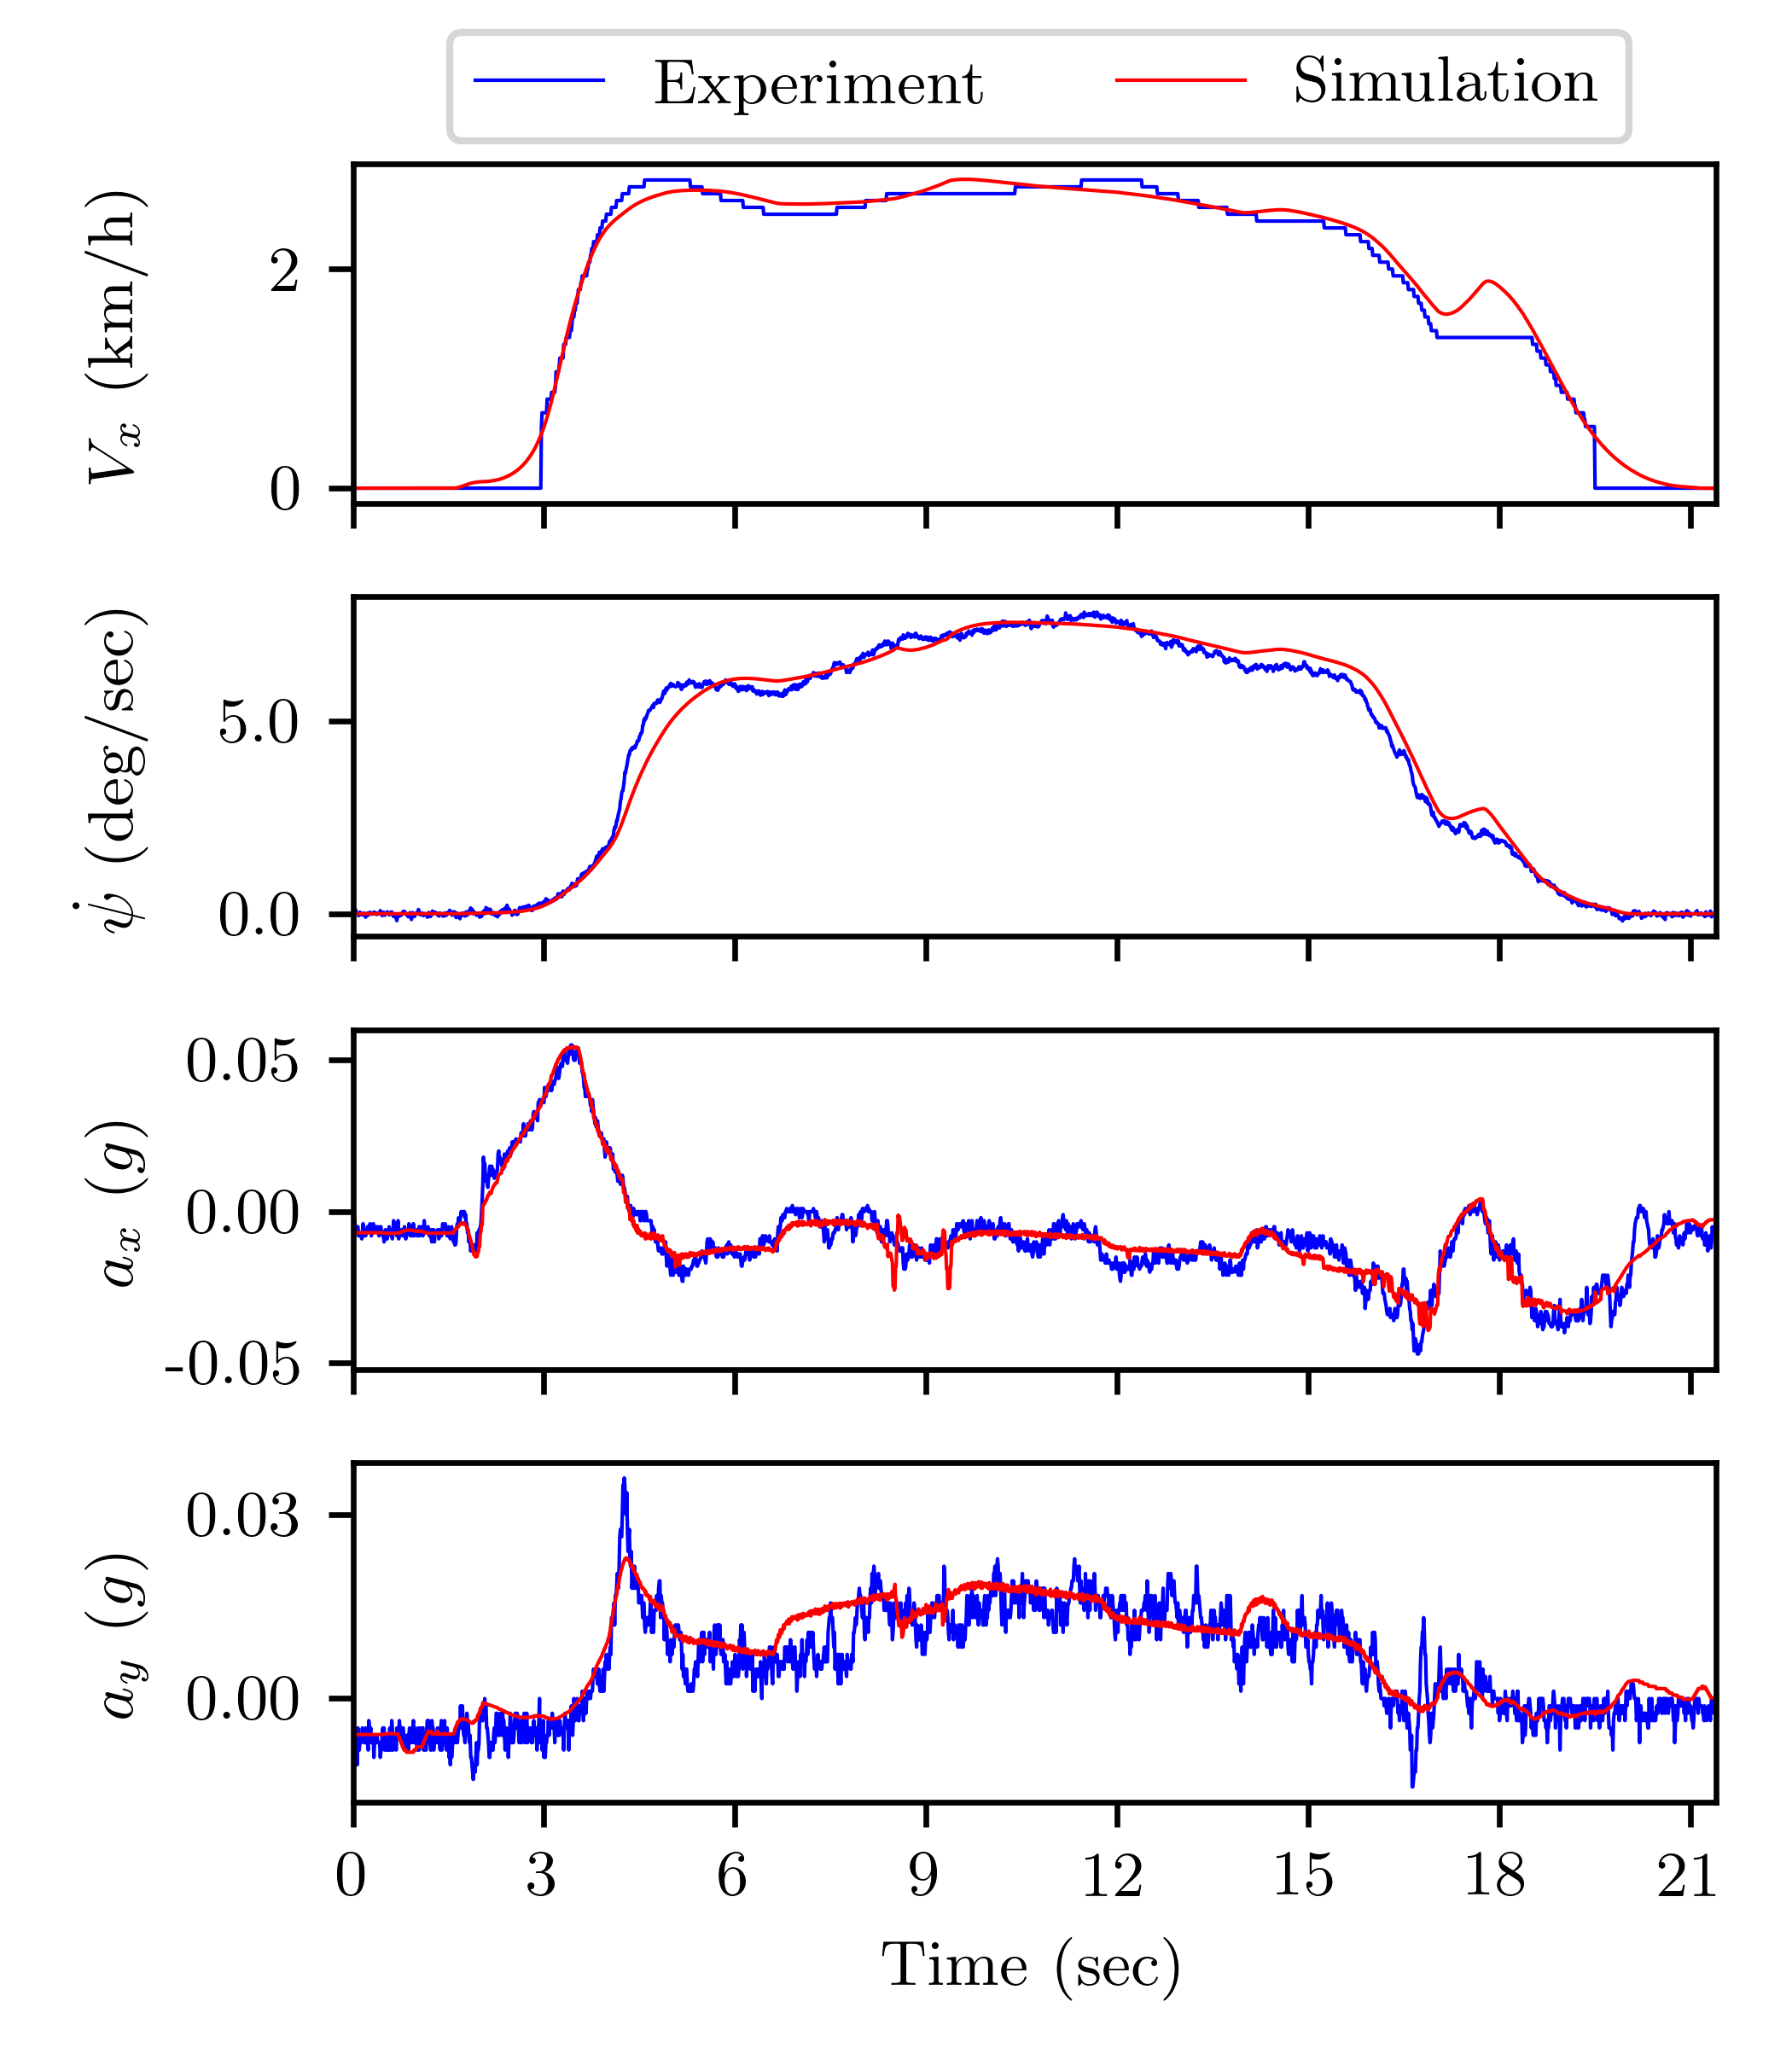 Experiment Simulation
V_x (km/h)
2
0
ψ̇ (deg/sec)
5.0
0.0
a_x (g)
0.05
0.00
-0.05
a_y (g)
0.03
0.00
0 3 6 9 12 15 18 21
Time (sec)